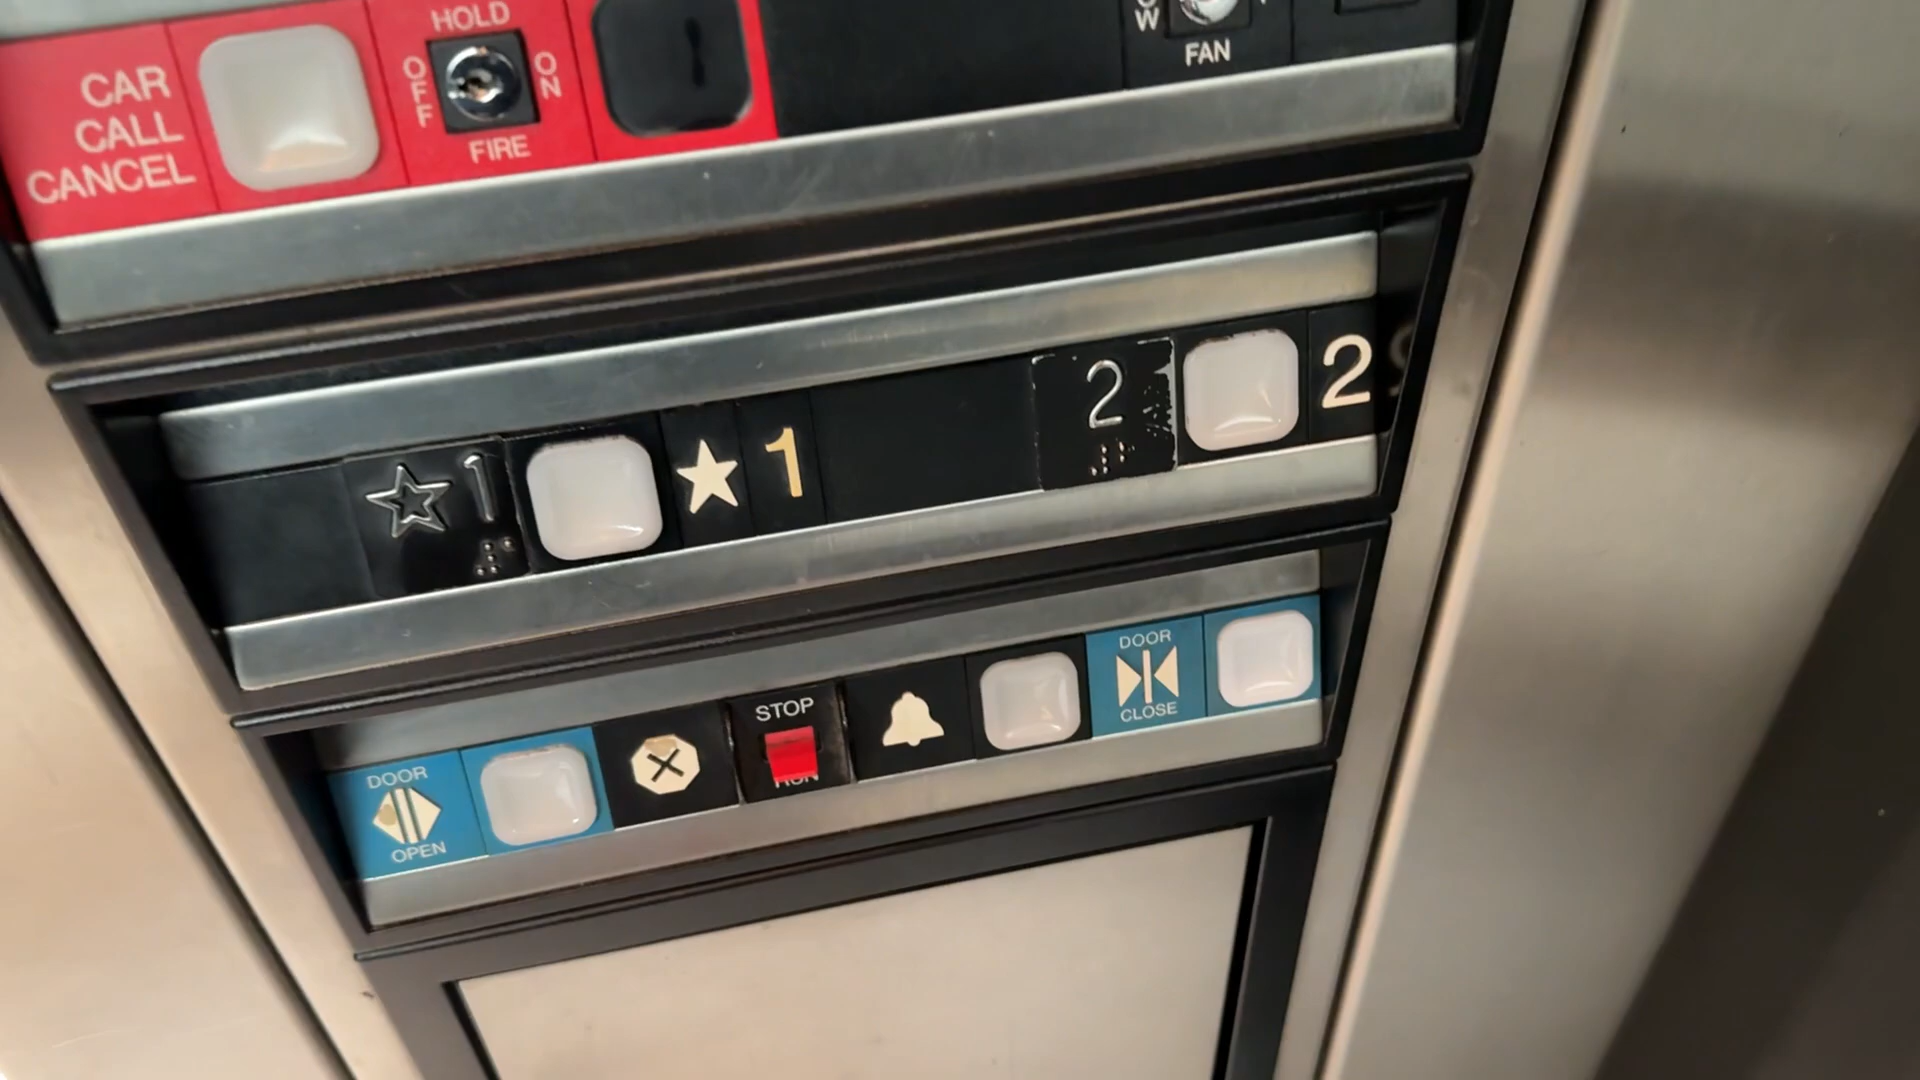 HOLD
CAR
CALL
CANCEL
OFF
ON
FIRE
FAN
1
1
2
2
DOOR
OPEN
STOP
RUN
DOOR
CLOSE